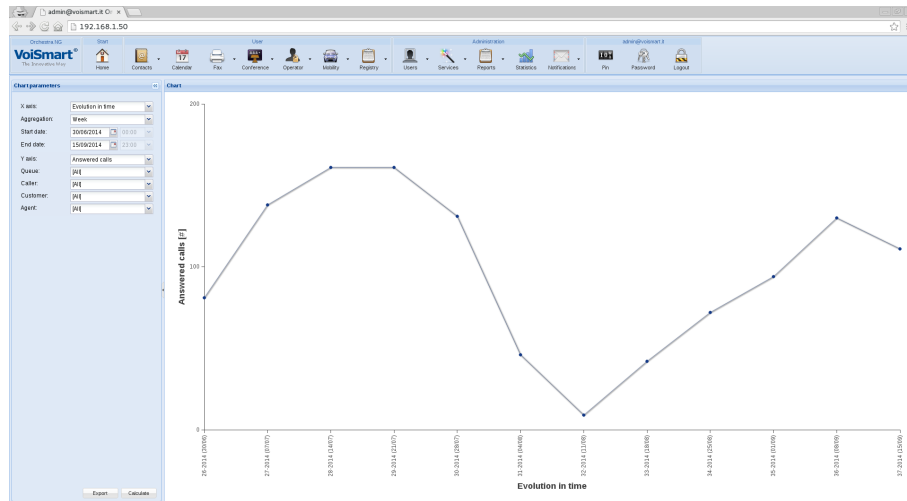 admin@voismart.it O
192.168.1.50
Orchestra NG
Start
User
Administration
admin@voismart.it
VoiSmart®
The Innovative Way
Home
Contacts
Calendar
Fax
Conference
Operator
Mobility
Registry
Users
Services
Reports
Statistics
Notifications
Pin
Password
Logout
Chart parameters
Chart
X axis: Evolution in time
Aggregation: Week
Start date: 30/06/2014 00:00
End date: 15/09/2014 23:00
Y axis: Answered calls
Queue: [All]
Caller: [All]
Customer: [All]
Agent: [All]
Export Calculate
200
100
0
Answered calls [#]
26-2014 (30/06)
27-2014 (07/07)
28-2014 (14/07)
29-2014 (21/07)
30-2014 (28/07)
31-2014 (04/08)
32-2014 (11/08)
33-2014 (18/08)
34-2014 (25/08)
35-2014 (01/09)
36-2014 (08/09)
37-2014 (15/09)
Evolution in time